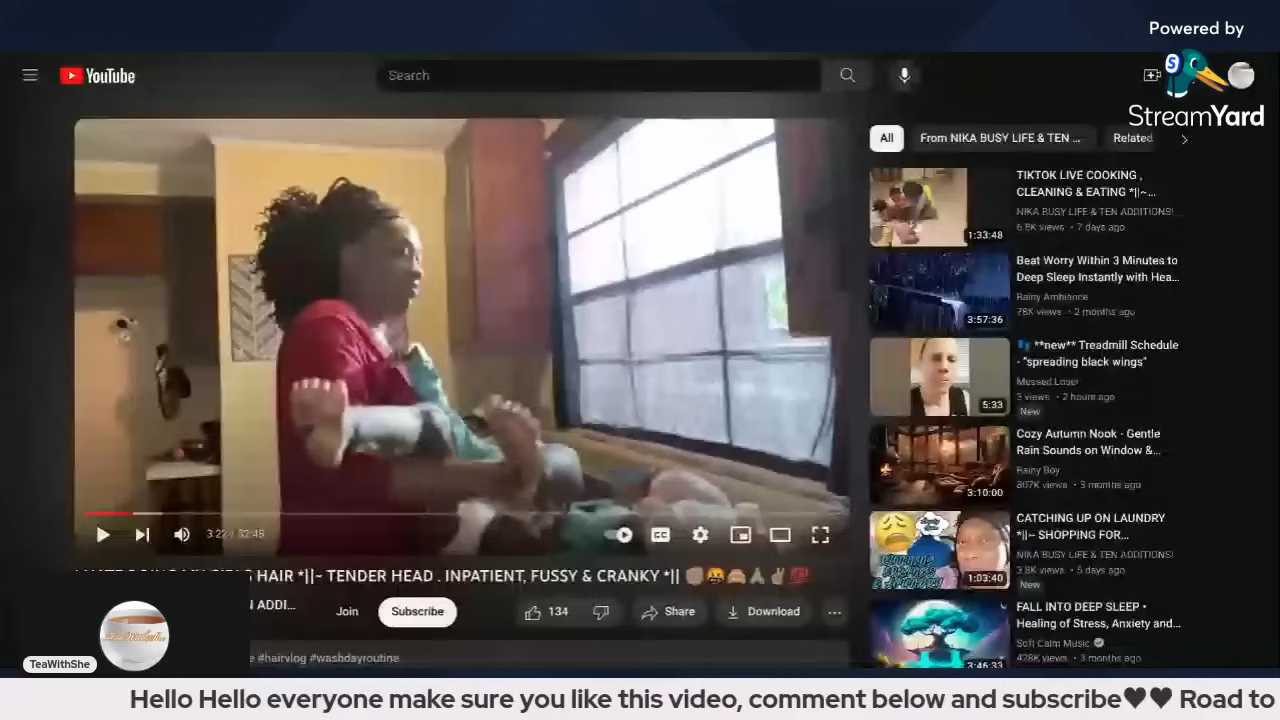 Powered by
StreamYard
YouTube
Search
All
From NIKA BUSY LIFE & TEN ...
Related
TIKTOK LIVE COOKING ,
CLEANING & EATING *||~...
NIKA BUSY LIFE & TEN ADDITIONS!...
6.8K views • 7 days ago
1:33:48
Beat Worry Within 3 Minutes to
Deep Sleep Instantly with Hea...
Rainy Ambiance
78K views • 2 months ago
3:57:36
**new** Treadmill Schedule
- "spreading black wings"
Messed Loser
3 views • 2 hours ago
New
5:33
Cozy Autumn Nook - Gentle
Rain Sounds on Window &...
Rainy Boy
807K views • 3 months ago
3:10:00
CATCHING UP ON LAUNDRY
*||~ SHOPPING FOR...
NIKA BUSY LIFE & TEN ADDITIONS!...
3.8K views • 5 days ago
New
1:03:40
FALL INTO DEEP SLEEP •
Healing of Stress, Anxiety and...
Soft Calm Music
428K views • 3 months ago
3:46:33
3:22 / 52:48
HAIR *||~ TENDER HEAD . INPATIENT, FUSSY & CRANKY *||
N ADDI...
Join
Subscribe
134
Share
Download
#hairvlog #washdayroutine
TeaWithShe
Hello Hello everyone make sure you like this video, comment below and subscribe♥♥ Road to